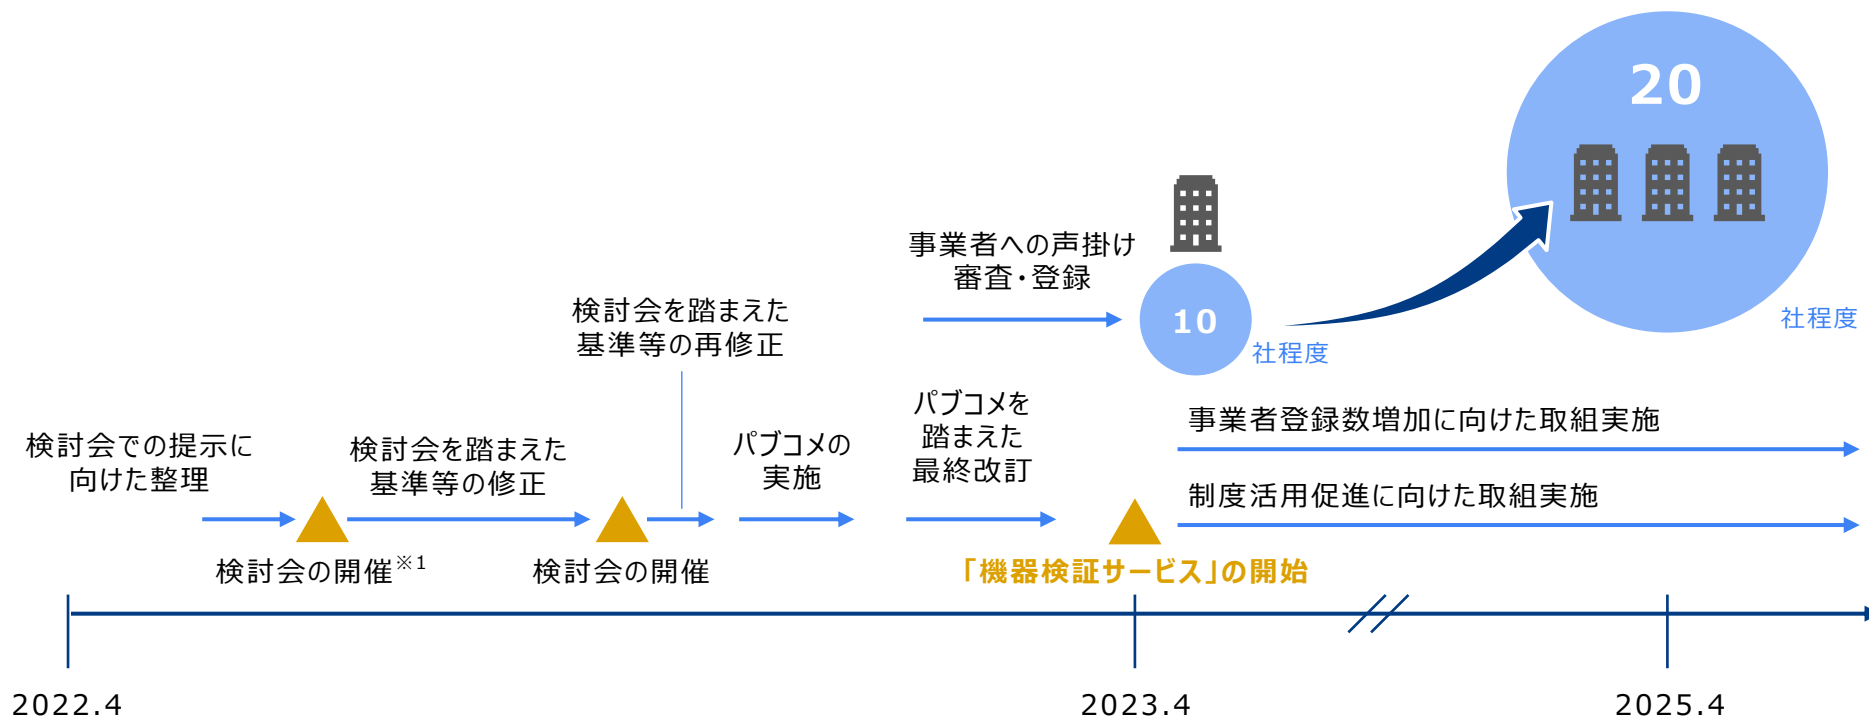 20
社程度
事業者への声掛け
審査・登録
10
社程度
検討会を踏まえた
基準等の再修正
パブコメを
踏まえた
最終改訂
事業者登録数増加に向けた取組実施
検討会での提示に
向けた整理
検討会を踏まえた
基準等の修正
パブコメの
実施
制度活用促進に向けた取組実施
検討会の開催※1
検討会の開催
「機器検証サービス」の開始
2022.4
2023.4
2025.4